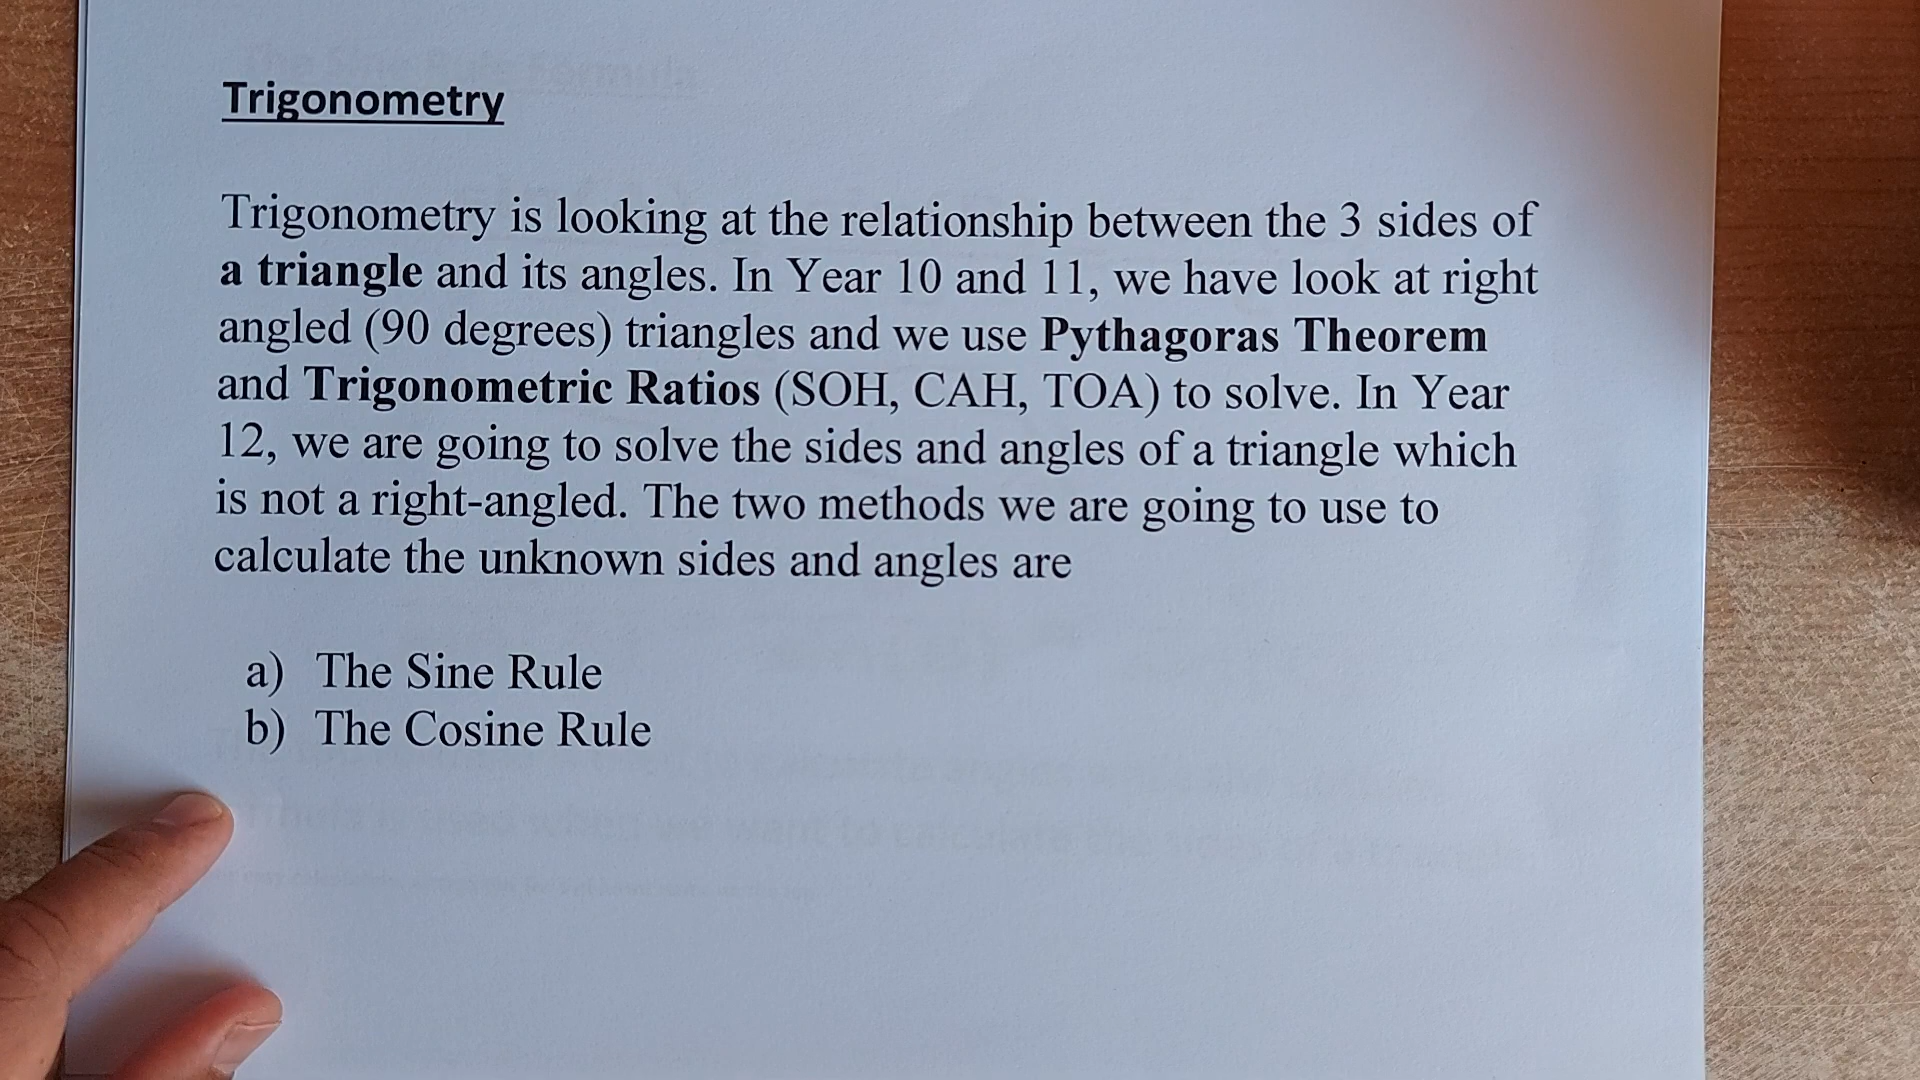 Trigonometry
Trigonometry is looking at the relationship between the 3 sides of
a triangle and its angles. In Year 10 and 11, we have look at right
angled (90 degrees) triangles and we use Pythagoras Theorem
and Trigonometric Ratios (SOH, CAH, TOA) to solve. In Year
12, we are going to solve the sides and angles of a triangle which
is not a right-angled. The two methods we are going to use to
calculate the unknown sides and angles are
a) The Sine Rule
b) The Cosine Rule